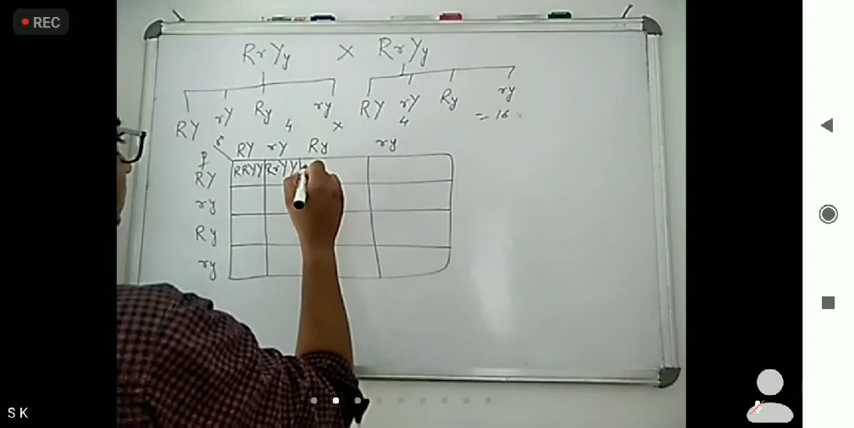 REC
RrYy × RrYy
RY rY Ry ry RY rY Ry ry
4 × 4 = 16
RY rY Ry ry
RY RRYY RrYY
rY
Ry
ry
S K